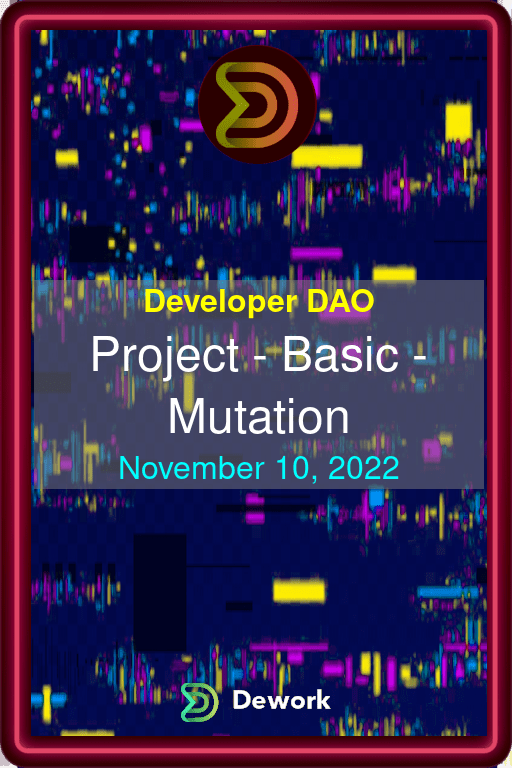 Developer DAO
Project - Basic -
Mutation
November 10, 2022
Dework